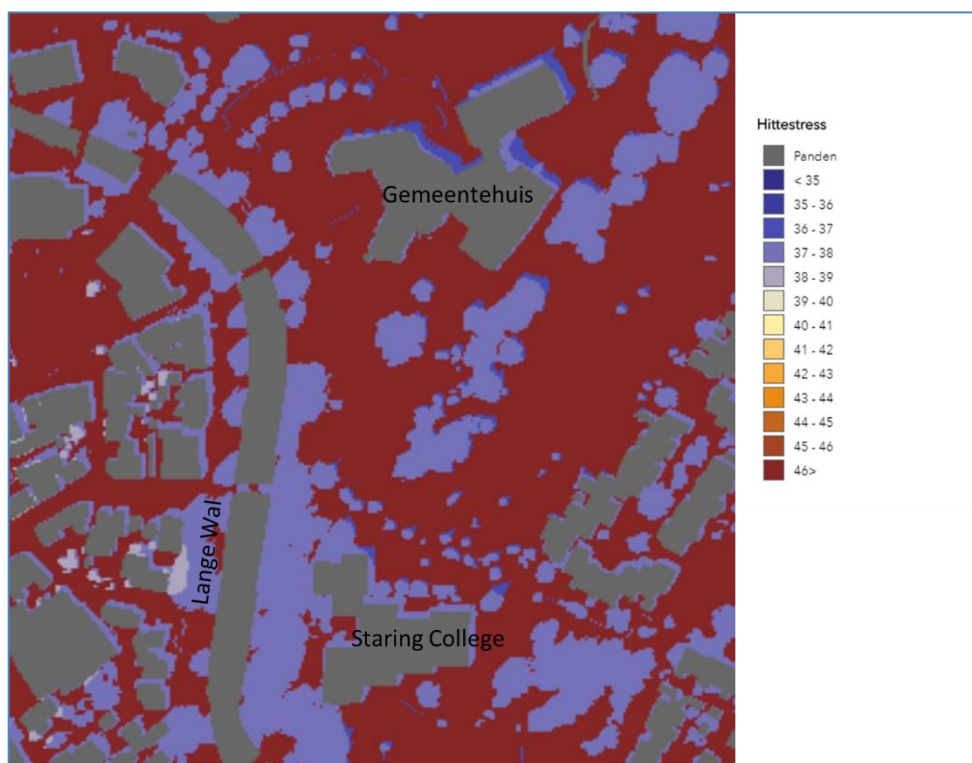 Gemeentehuis
Lange Wal
Staring College
Hittestress
Panden
< 35
35 - 36
36 - 37
37 - 38
38 - 39
39 - 40
40 - 41
41 - 42
42 - 43
43 - 44
44 - 45
45 - 46
46>